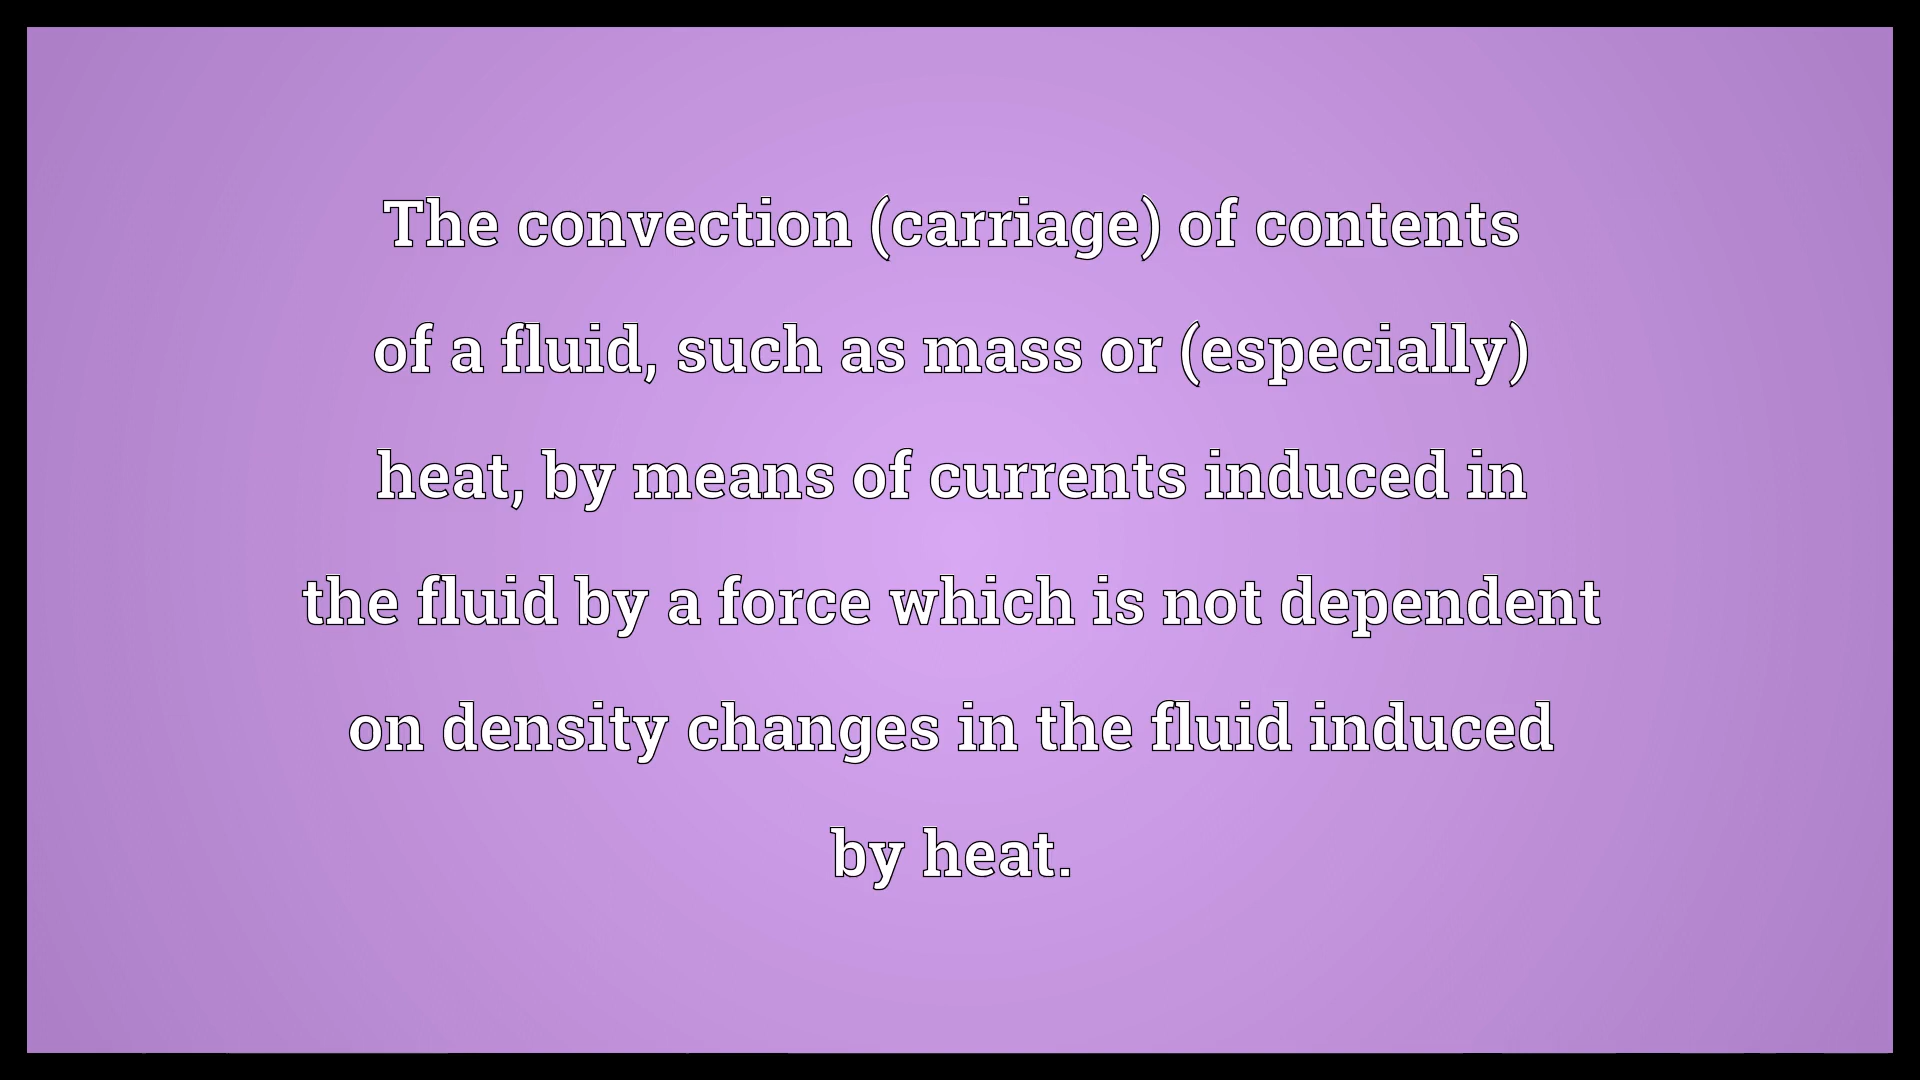 The convection (carriage) of contents
of a fluid, such as mass or (especially)
heat, by means of currents induced in
the fluid by a force which is not dependent
on density changes in the fluid induced
by heat.